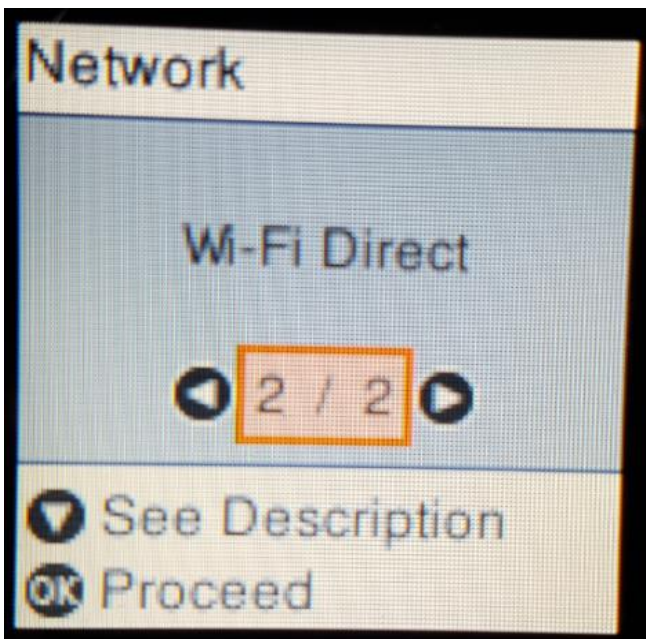 Network
Wi-Fi Direct
2 / 2
See Description
OK Proceed